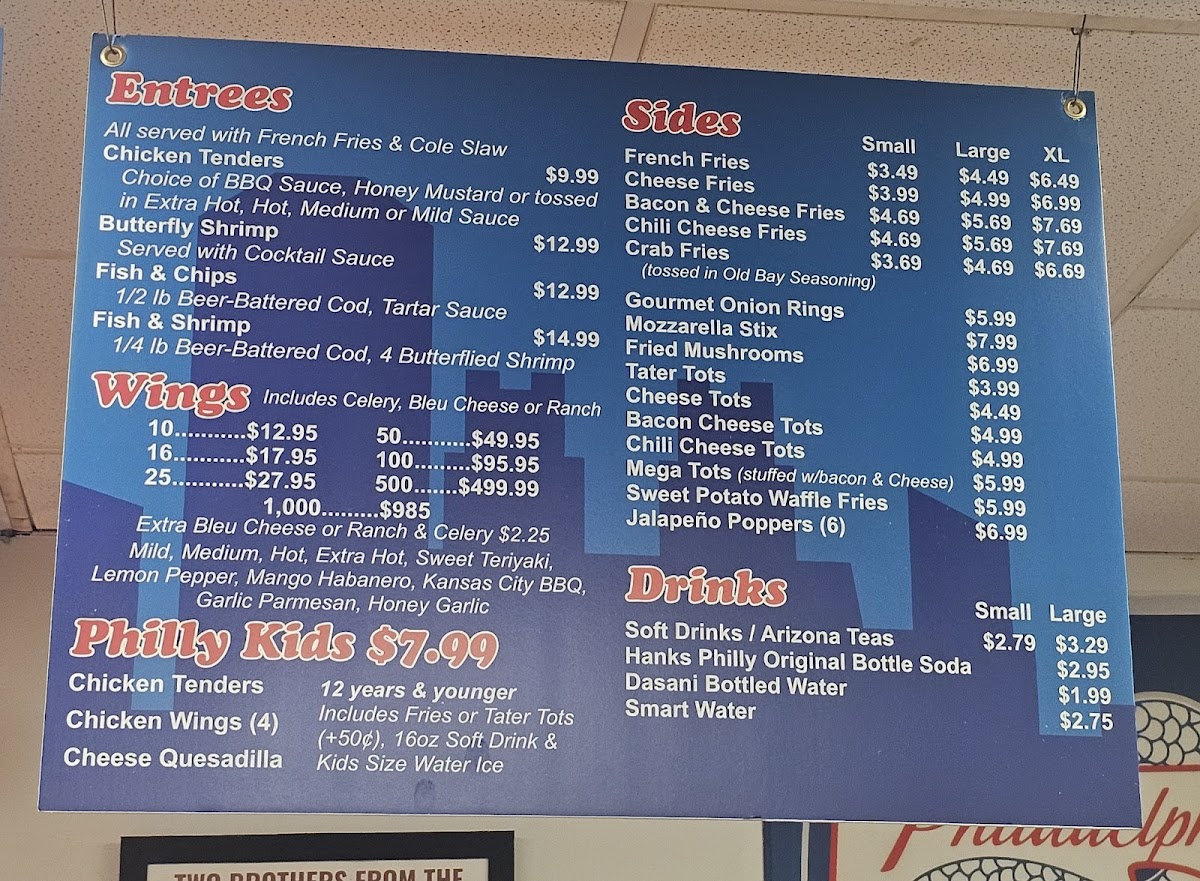 Entrees
All served with French Fries & Cole Slaw
Chicken Tenders $9.99
Choice of BBQ Sauce, Honey Mustard or tossed
in Extra Hot, Hot, Medium or Mild Sauce
Butterfly Shrimp $12.99
Served with Cocktail Sauce
Fish & Chips $12.99
1/2 lb Beer-Battered Cod, Tartar Sauce
Fish & Shrimp $14.99
1/4 lb Beer-Battered Cod, 4 Butterflied Shrimp
Wings Includes Celery, Bleu Cheese or Ranch
10...........$12.95 50...........$49.95
16...........$17.95 100.........$95.95
25...........$27.95 500.......$499.99
1,000.........$985
Extra Bleu Cheese or Ranch & Celery $2.25
Mild, Medium, Hot, Extra Hot, Sweet Teriyaki,
Lemon Pepper, Mango Habanero, Kansas City BBQ,
Garlic Parmesan, Honey Garlic
Philly Kids $7.99
Chicken Tenders
Chicken Wings (4)
Cheese Quesadilla
12 years & younger
Includes Fries or Tater Tots
(+50¢), 16oz Soft Drink &
Kids Size Water Ice
Sides Small Large XL
French Fries $3.49 $4.49 $6.49
Cheese Fries $3.99 $4.99 $6.99
Bacon & Cheese Fries $4.69 $5.69 $7.69
Chili Cheese Fries $4.69 $5.69 $7.69
Crab Fries $3.69 $4.69 $6.69
(tossed in Old Bay Seasoning)
Gourmet Onion Rings $5.99
Mozzarella Stix $7.99
Fried Mushrooms $6.99
Tater Tots $3.99
Cheese Tots $4.49
Bacon Cheese Tots $4.99
Chili Cheese Tots $4.99
Mega Tots (stuffed w/bacon & Cheese) $5.99
Sweet Potato Waffle Fries $5.99
Jalapeño Poppers (6) $6.99
Drinks Small Large
Soft Drinks / Arizona Teas $2.79 $3.29
Hanks Philly Original Bottle Soda $2.95
Dasani Bottled Water $1.99
Smart Water $2.75
TWO BROTHERS FROM THE